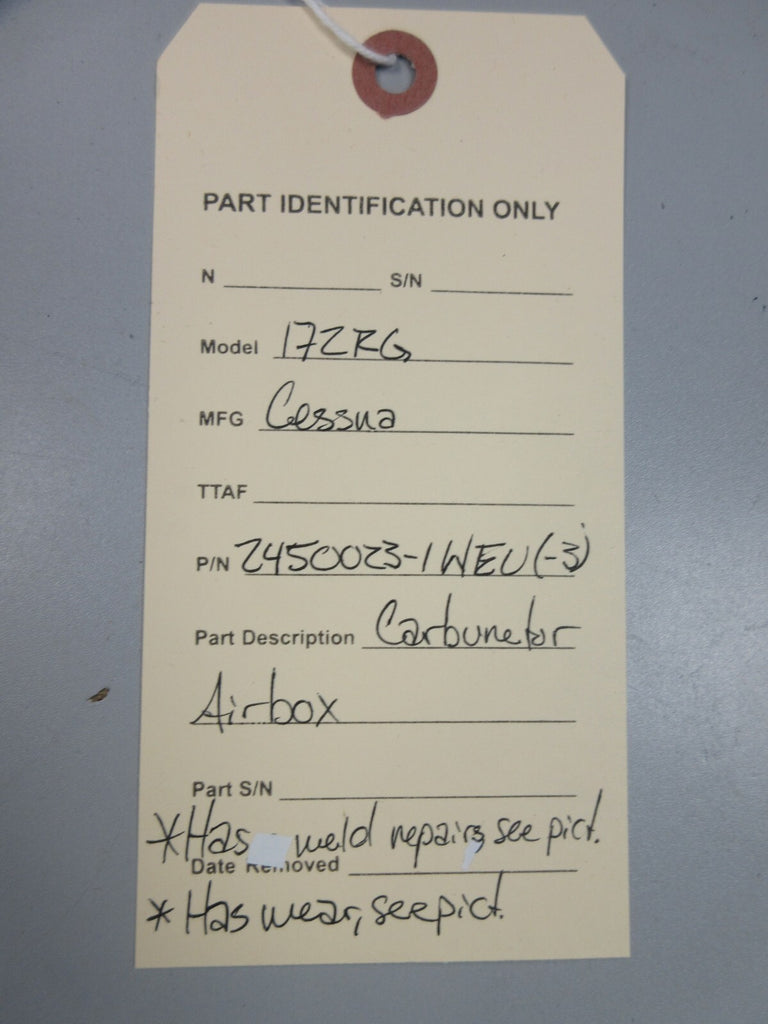 PART IDENTIFICATION ONLY
N S/N
Model 172RG
MFG Cessna
TTAF
P/N 2450023-1WEU(-3)
Part Description Carburetor
Airbox
Part S/N
*Has weld repairs, see pict.
Date Removed
*Has wear, see pict.